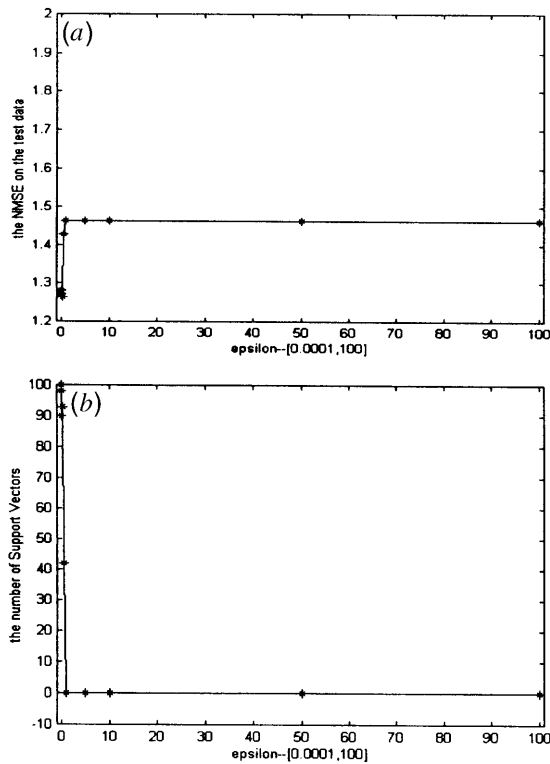 (a)
2
1.9
1.8
1.7
1.6
1.5
1.4
1.3
1.2
the NMSE on the test data
0 10 20 30 40 50 60 70 80 90 100
epsilon--[0.0001,100]
(b)
100
90
80
70
60
50
40
30
20
10
0
-10
the number of Support Vectors
0 10 20 30 40 50 60 70 80 90 100
epsilon--[0.0001,100]